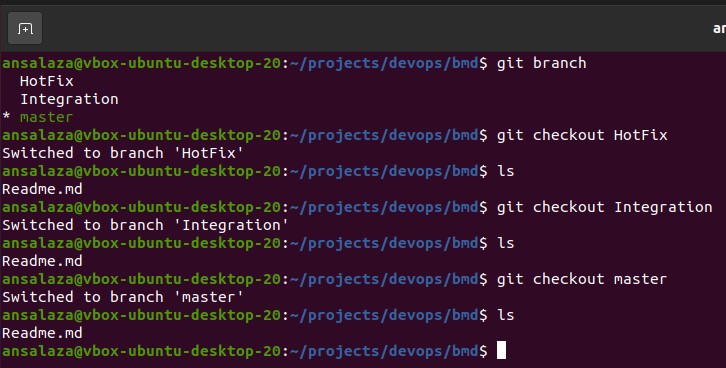 ar
ansalaza@vbox-ubuntu-desktop-20:~/projects/devops/bmd$ git branch
  HotFix
  Integration
* master
ansalaza@vbox-ubuntu-desktop-20:~/projects/devops/bmd$ git checkout HotFix
Switched to branch 'HotFix'
ansalaza@vbox-ubuntu-desktop-20:~/projects/devops/bmd$ ls
Readme.md
ansalaza@vbox-ubuntu-desktop-20:~/projects/devops/bmd$ git checkout Integration
Switched to branch 'Integration'
ansalaza@vbox-ubuntu-desktop-20:~/projects/devops/bmd$ ls
Readme.md
ansalaza@vbox-ubuntu-desktop-20:~/projects/devops/bmd$ git checkout master
Switched to branch 'master'
ansalaza@vbox-ubuntu-desktop-20:~/projects/devops/bmd$ ls
Readme.md
ansalaza@vbox-ubuntu-desktop-20:~/projects/devops/bmd$